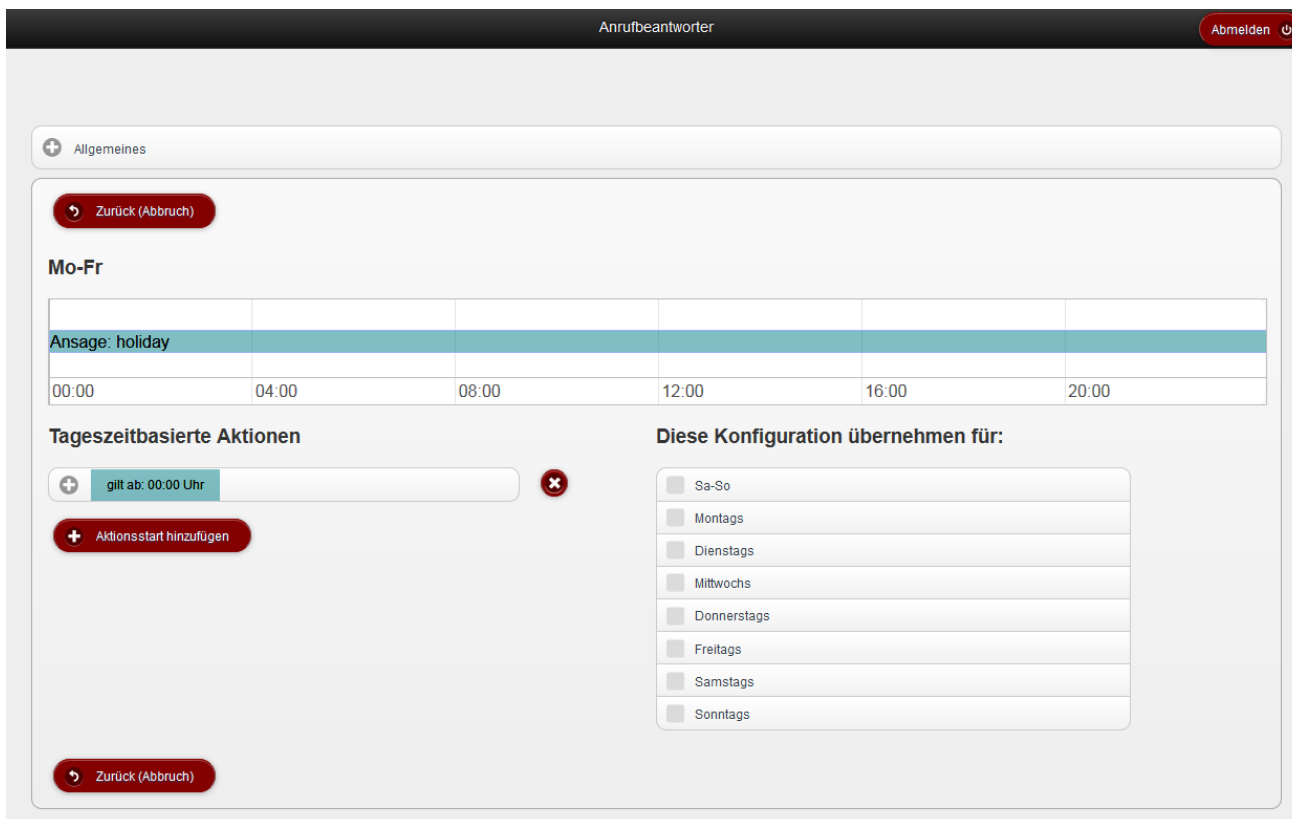 Anrufbeantworter
Abmelden
Allgemeines
Zurück (Abbruch)
Mo-Fr
Ansage: holiday
00:00 04:00 08:00 12:00 16:00 20:00
Tageszeitbasierte Aktionen
gilt ab: 00:00 Uhr
Aktionsstart hinzufügen
Diese Konfiguration übernehmen für:
Sa-So
Montags
Dienstags
Mittwochs
Donnerstags
Freitags
Samstags
Sonntags
Zurück (Abbruch)